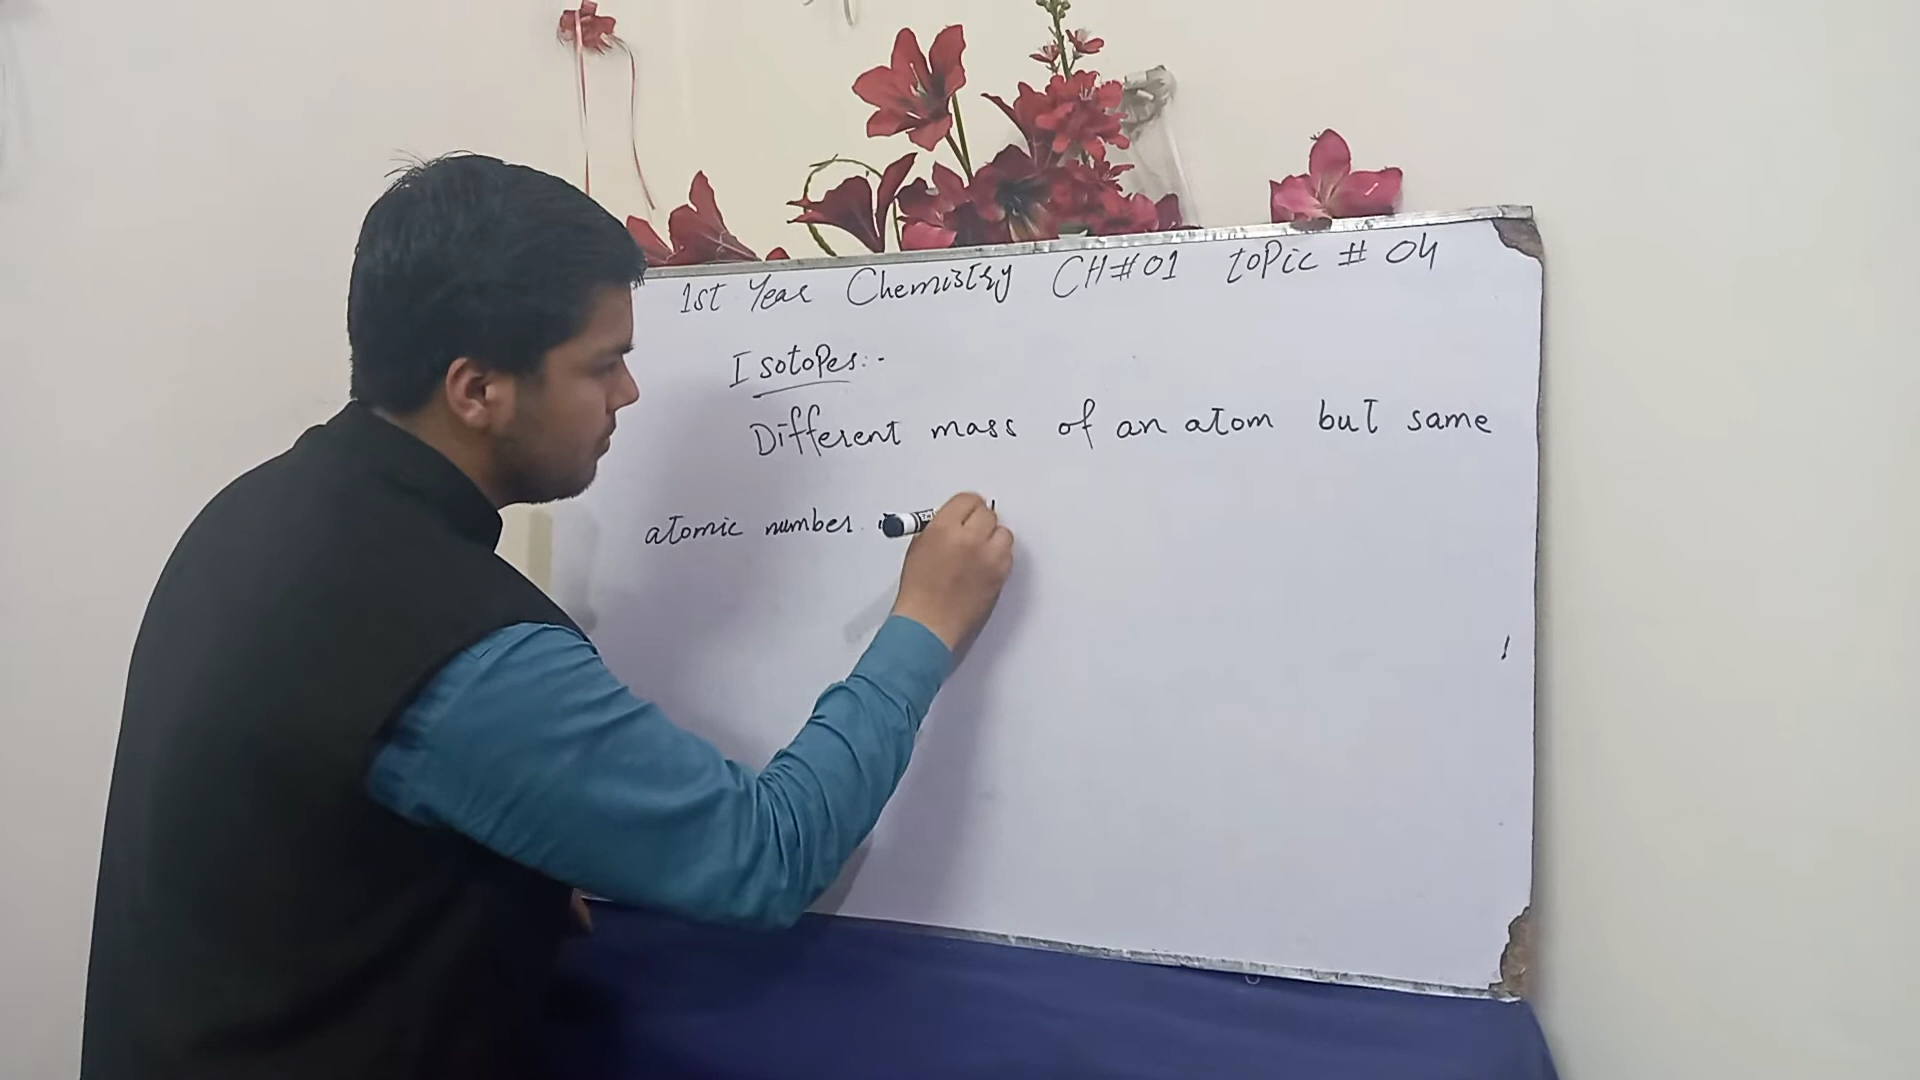 1st Year Chemistry CH#01 toPic # 04
IsotoPes:-
Different mass of an atom but same
atomic number